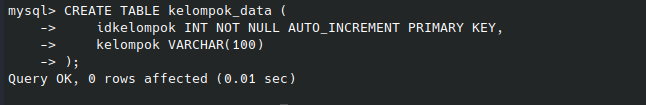 mysql> CREATE TABLE kelompok_data (
    ->     idkelompok INT NOT NULL AUTO_INCREMENT PRIMARY KEY,
    ->     kelompok VARCHAR(100)
    -> );
Query OK, 0 rows affected (0.01 sec)